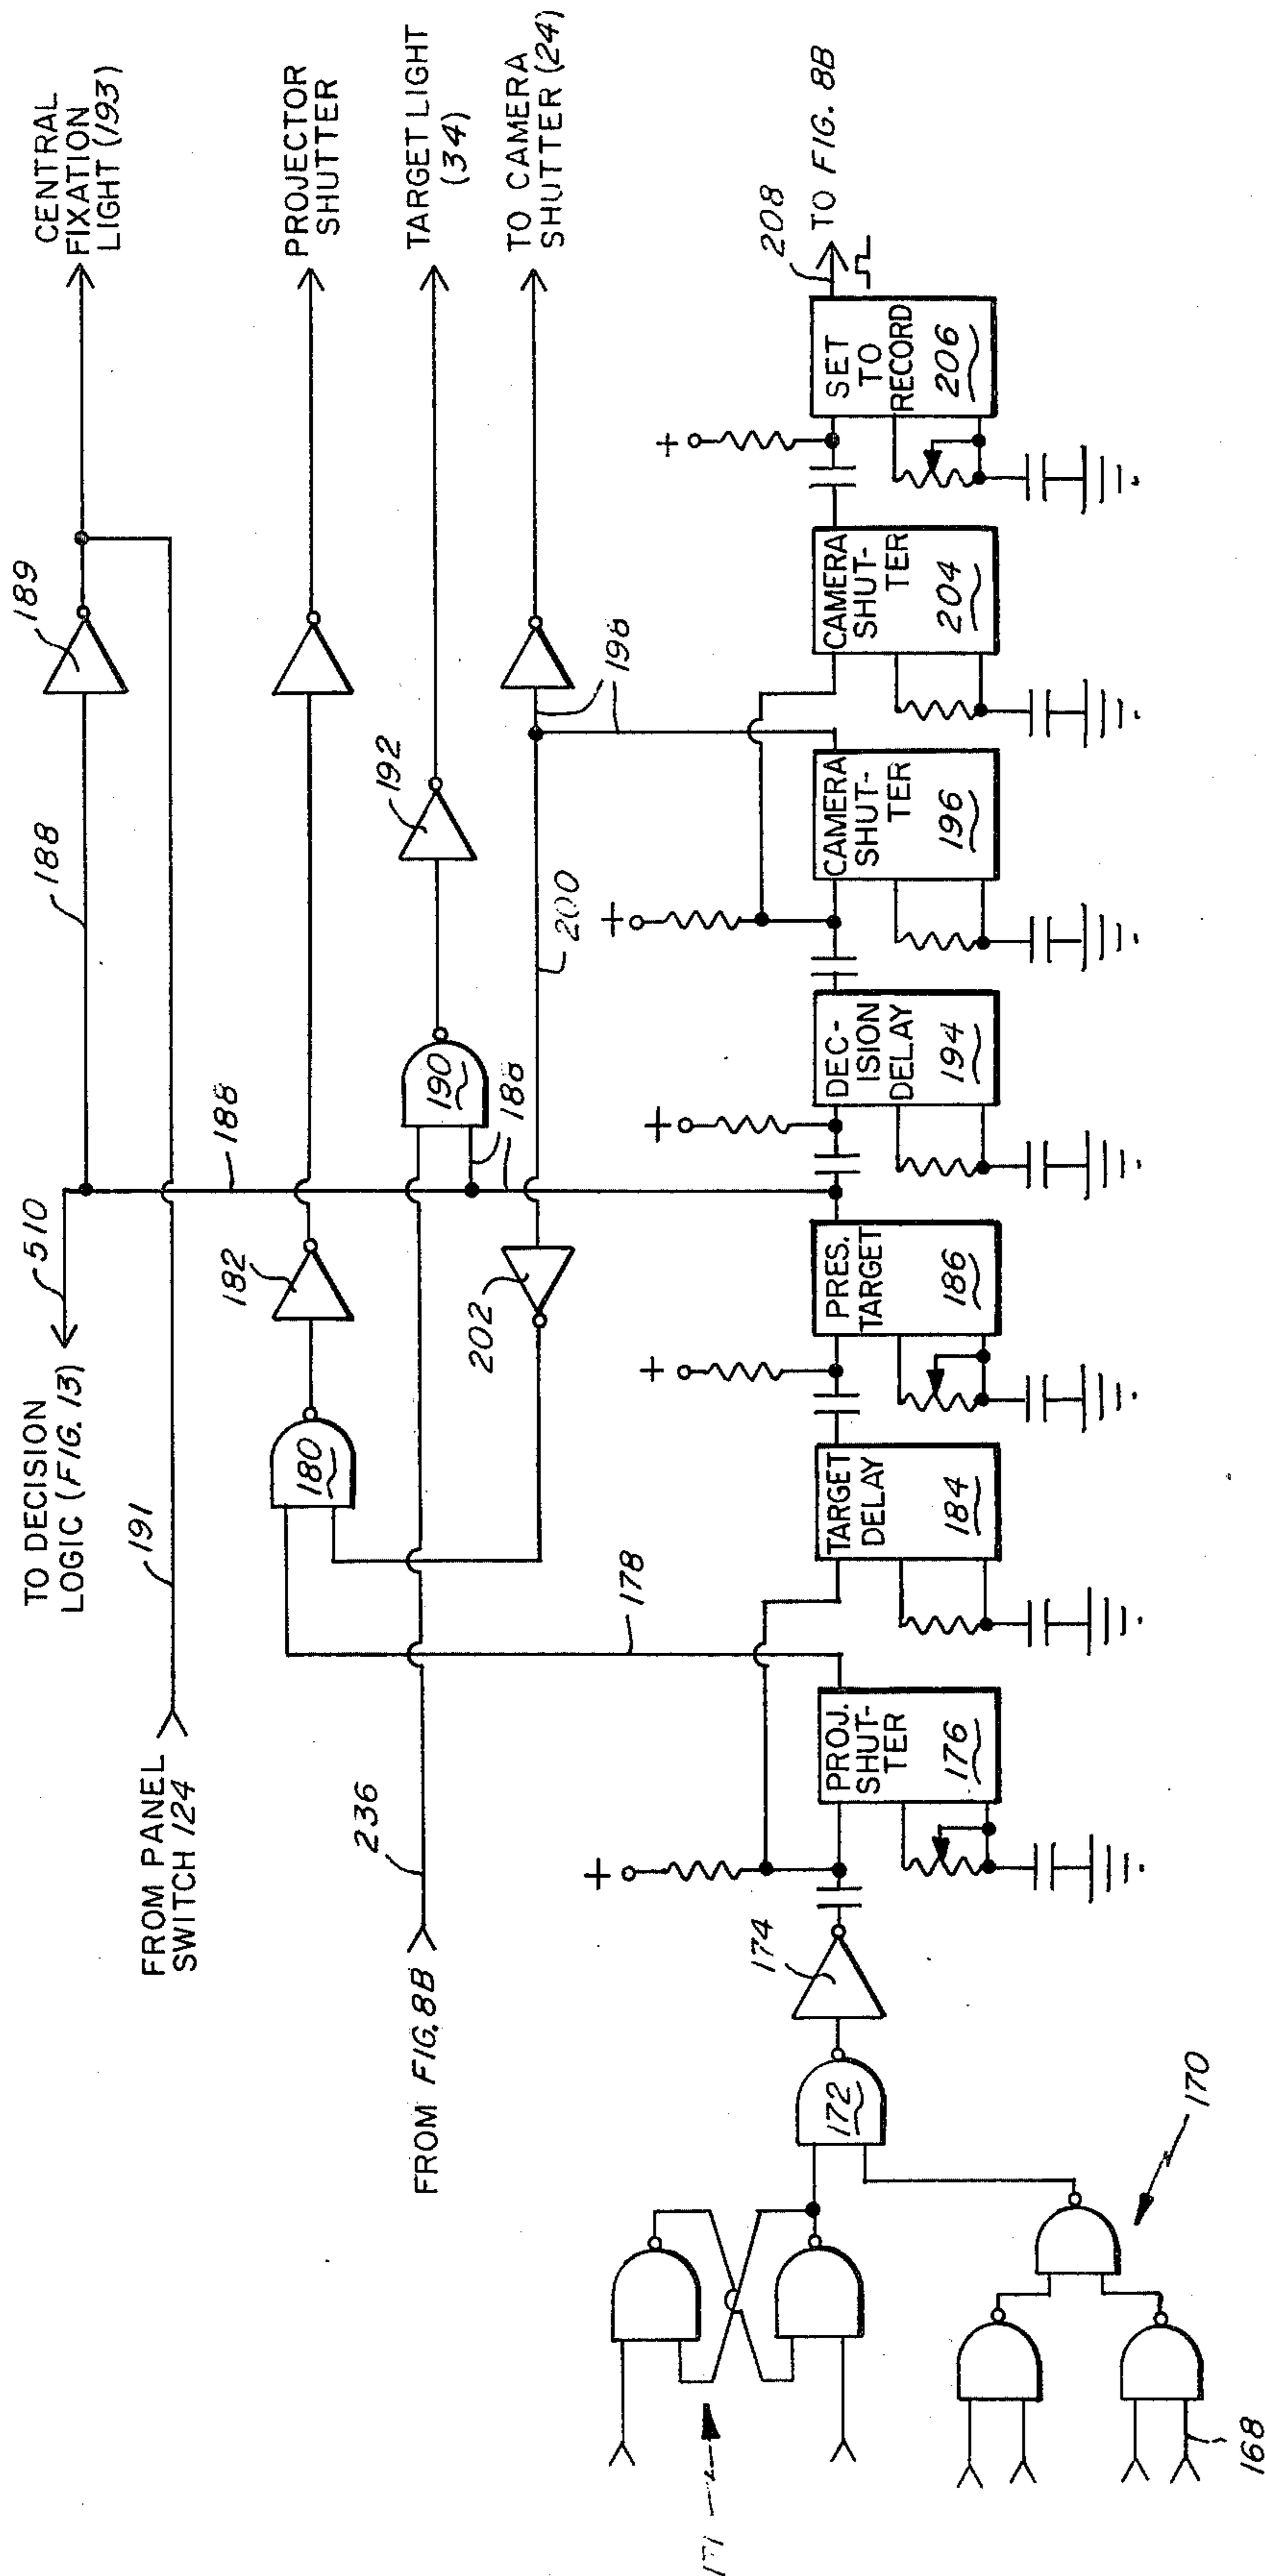 TO DECISION
LOGIC (FIG. 13)
510
188
188
189
CENTRAL
FIXATION
LIGHT (193)
FROM PANEL
SWITCH 124
191
180
182
PROJECTOR
SHUTTER
FROM FIG. 8B
236
190
188
192
TARGET LIGHT
(34)
202
200
198
TO CAMERA
SHUTTER (24)
178
+
+
+
+
+
171
172
174
PROJ.
SHUT-
TER
176
TARGET
DELAY
184
PRES.
TARGET
186
DEC-
ISION
DELAY
194
CAMERA
SHUT-
TER
196
CAMERA
SHUT-
TER
204
SET
TO
RECORD
206
208
TO FIG. 8B
168
170